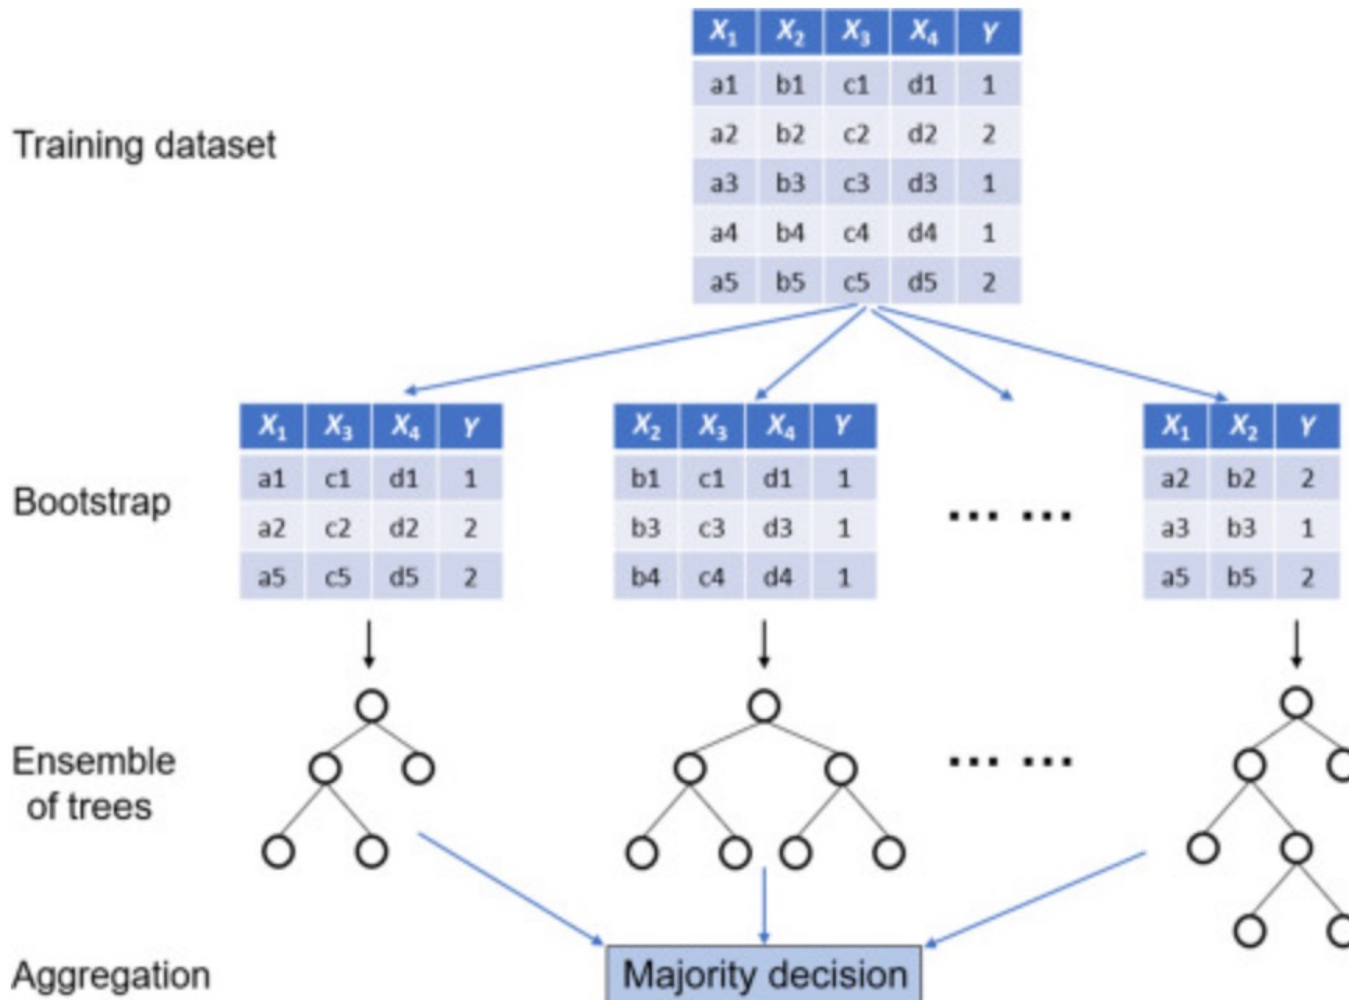 X₁ X₂ X₃ X₄ Y
a1 b1 c1 d1 1
Training dataset
a2 b2 c2 d2 2
a3 b3 c3 d3 1
a4 b4 c4 d4 1
a5 b5 c5 d5 2
Bootstrap
X₁ X₃ X₄ Y
a1 c1 d1 1
a2 c2 d2 2
a5 c5 d5 2
X₂ X₃ X₄ Y
b1 c1 d1 1
b3 c3 d3 1
b4 c4 d4 1
... ...
X₁ X₂ Y
a2 b2 2
a3 b3 1
a5 b5 2
Ensemble
of trees
... ...
Aggregation
Majority decision